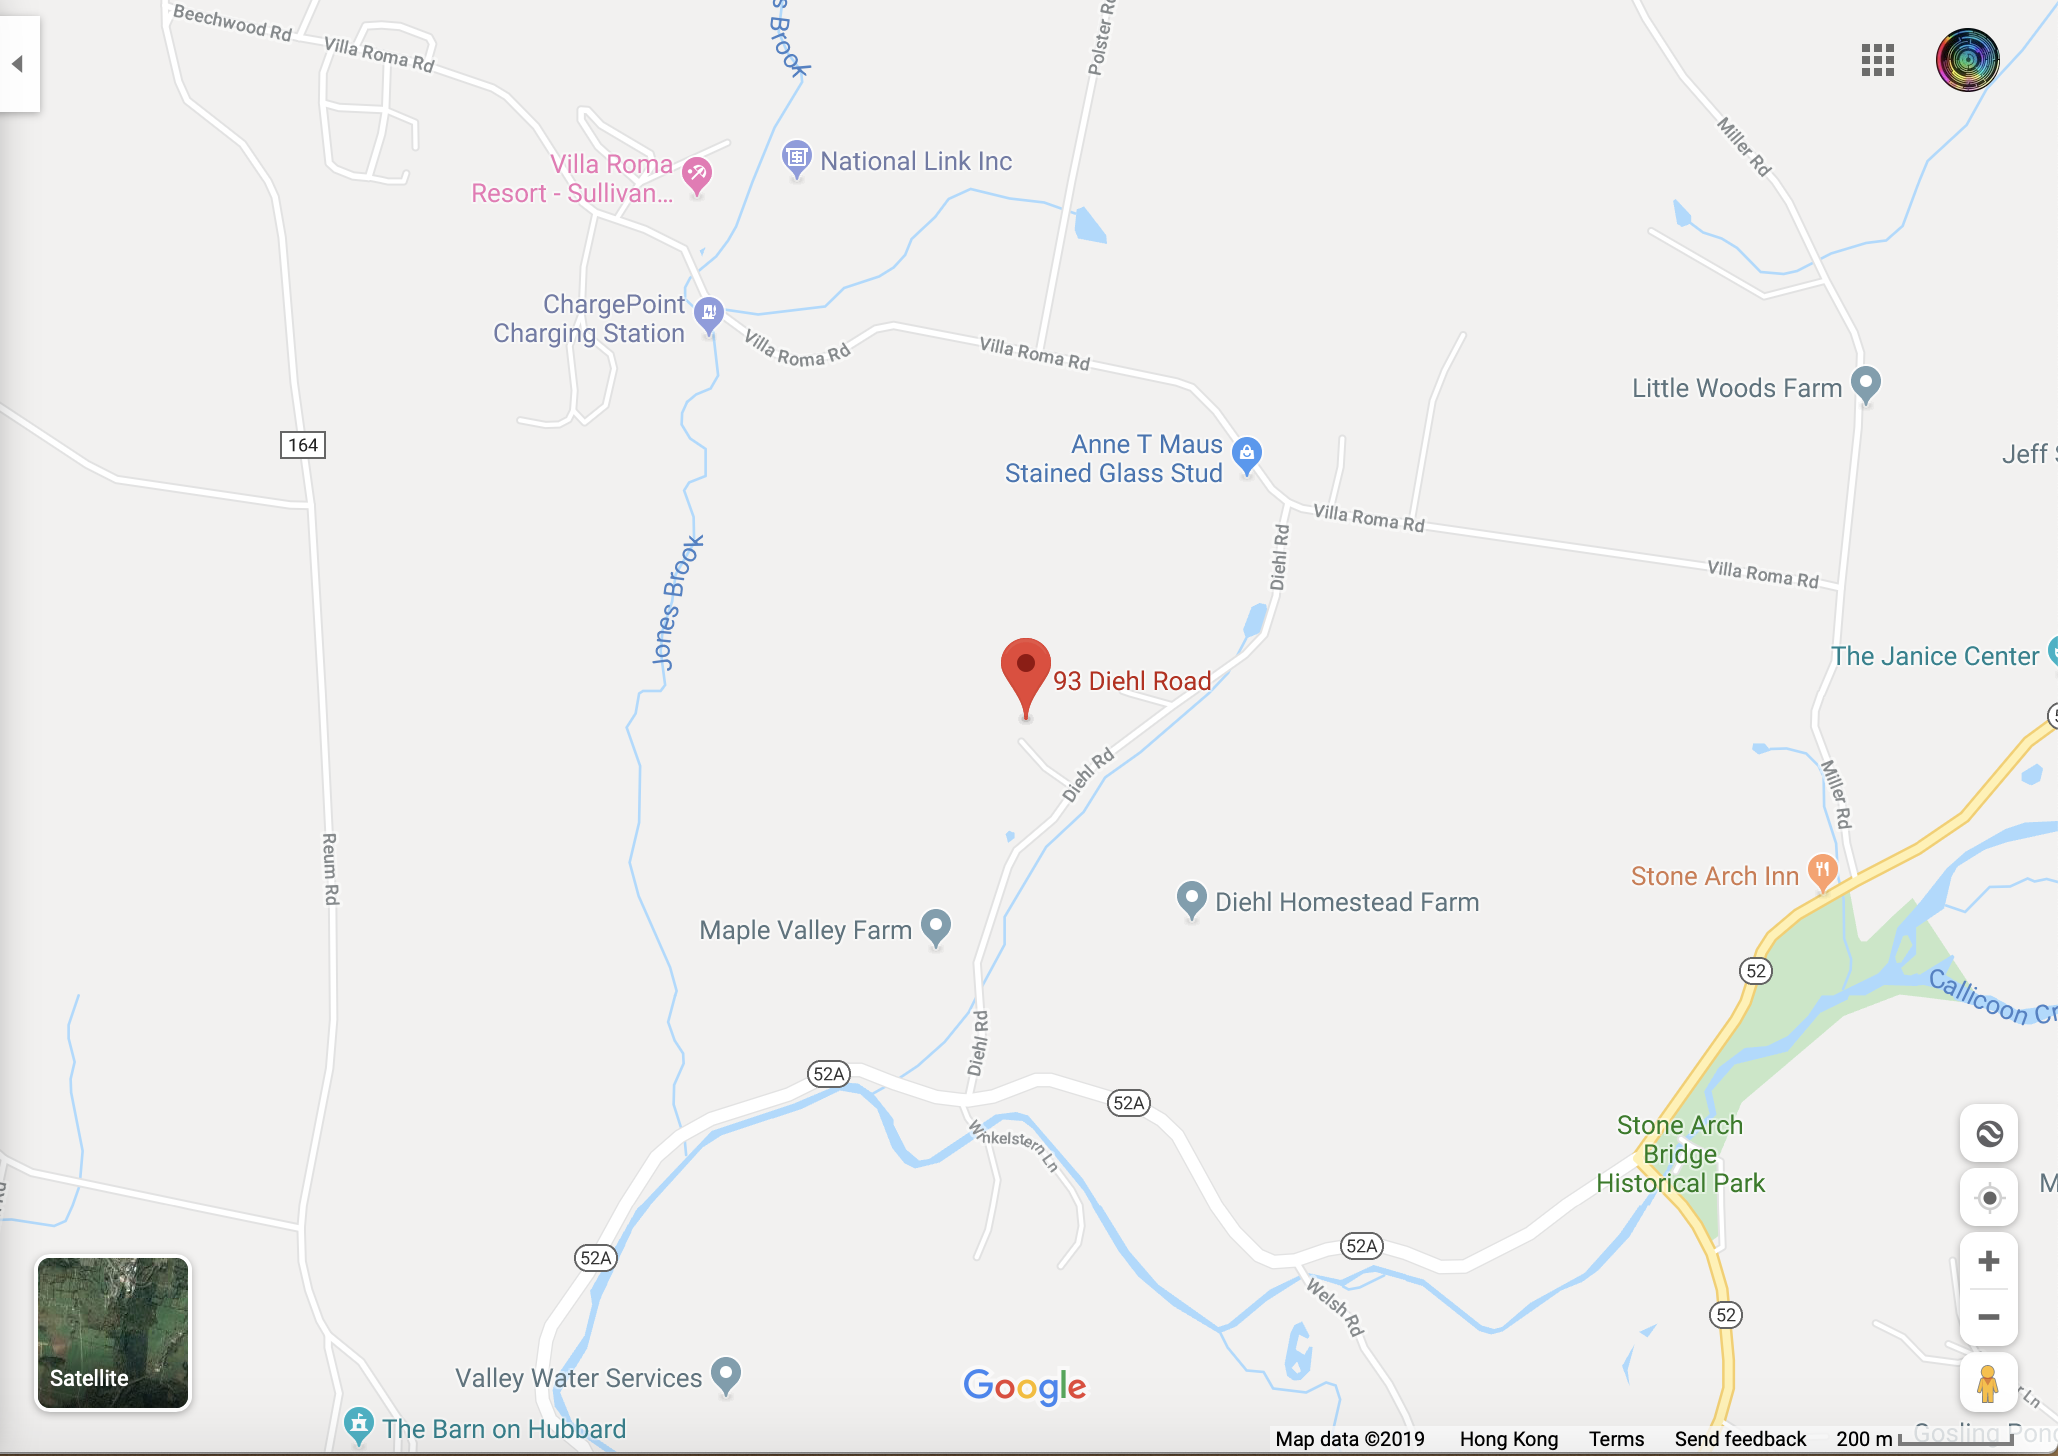 Beechwood Rd
Villa Roma Rd
s Brook
Polster Rd
Miller Rd
Villa Roma
Resort - Sullivan...
National Link Inc
ChargePoint
Charging Station
Villa Roma Rd
Villa Roma Rd
Little Woods Farm
164
Anne T Maus
Stained Glass Stud
Jeff S
Villa Roma Rd
Diehl Rd
Villa Roma Rd
Jones Brook
The Janice Center
93 Diehl Road
Diehl Rd
Miller Rd
Reum Rd
Stone Arch Inn
Diehl Homestead Farm
Maple Valley Farm
52
Callicoon Cr
Diehl Rd
52A
52A
Winkelstern Ln
Stone Arch
Bridge
Historical Park
M
52A
52A
Welsh Rd
52
Satellite
Valley Water Services
Google
r Ln
The Barn on Hubbard
Gosling Pond
Map data ©2019 Hong Kong Terms Send feedback 200 m